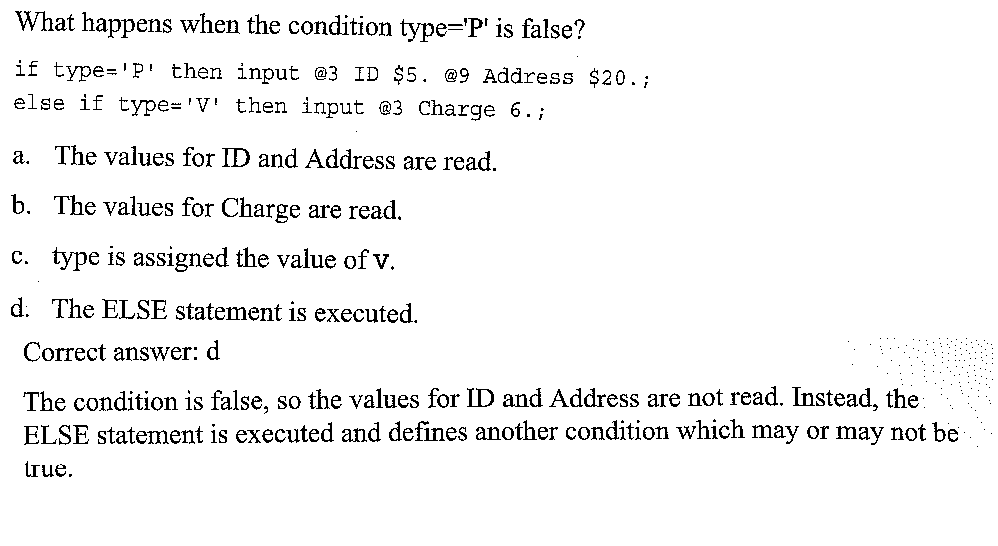 What happens when the condition type='P' is false?
if type='P' then input @3 ID $5. @9 Address $20.;
else if type='V' then input @3 Charge 6.;
a. The values for ID and Address are read.
b. The values for Charge are read.
c. type is assigned the value of V.
d. The ELSE statement is executed.
Correct answer: d
The condition is false, so the values for ID and Address are not read. Instead, the
ELSE statement is executed and defines another condition which may or may not be
true.